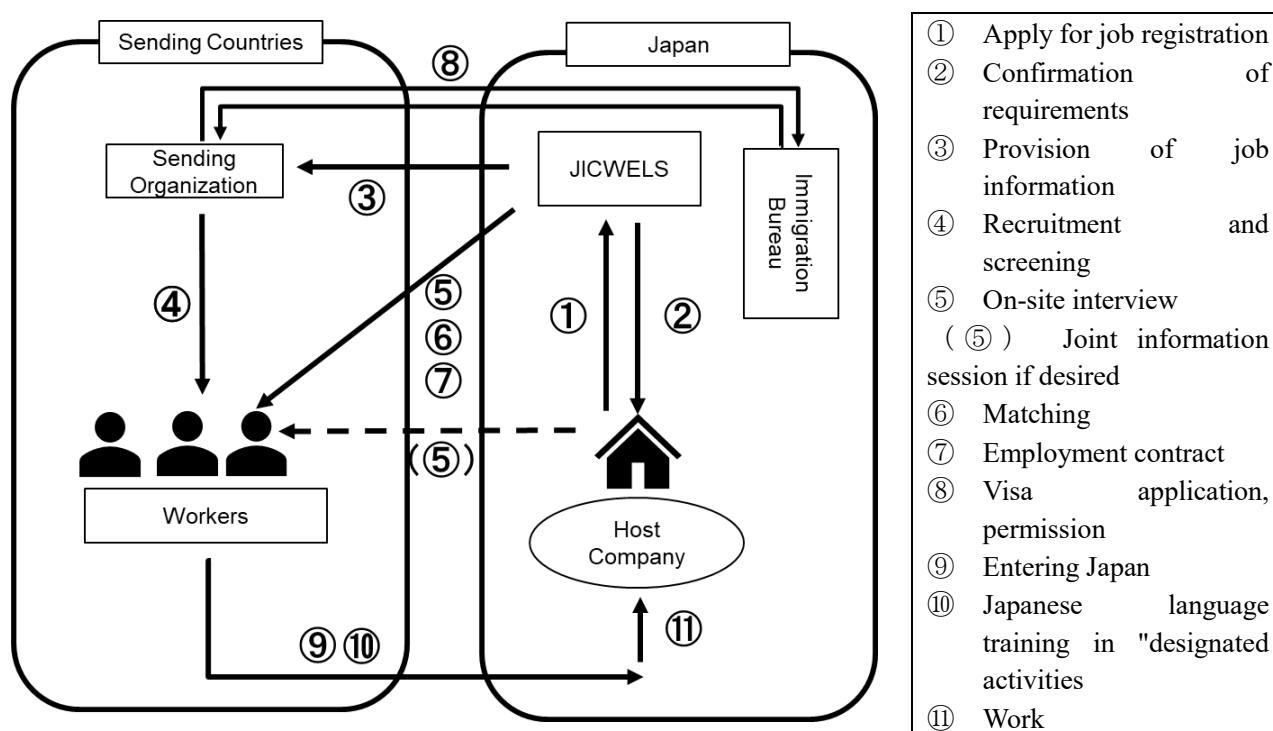 Sending Countries
Japan
⑧
Sending
Organization
JICWELS
Immigration
Bureau
③
④
⑤
⑥
⑦
①
②
(⑤)
Workers
Host
Company
⑨⑩
⑪
① Apply for job registration
② Confirmation of
requirements
③ Provision of job
information
④ Recruitment and
screening
⑤ On-site interview
(⑤) Joint information
session if desired
⑥ Matching
⑦ Employment contract
⑧ Visa application,
permission
⑨ Entering Japan
⑩ Japanese language
training in "designated
activities
⑪ Work